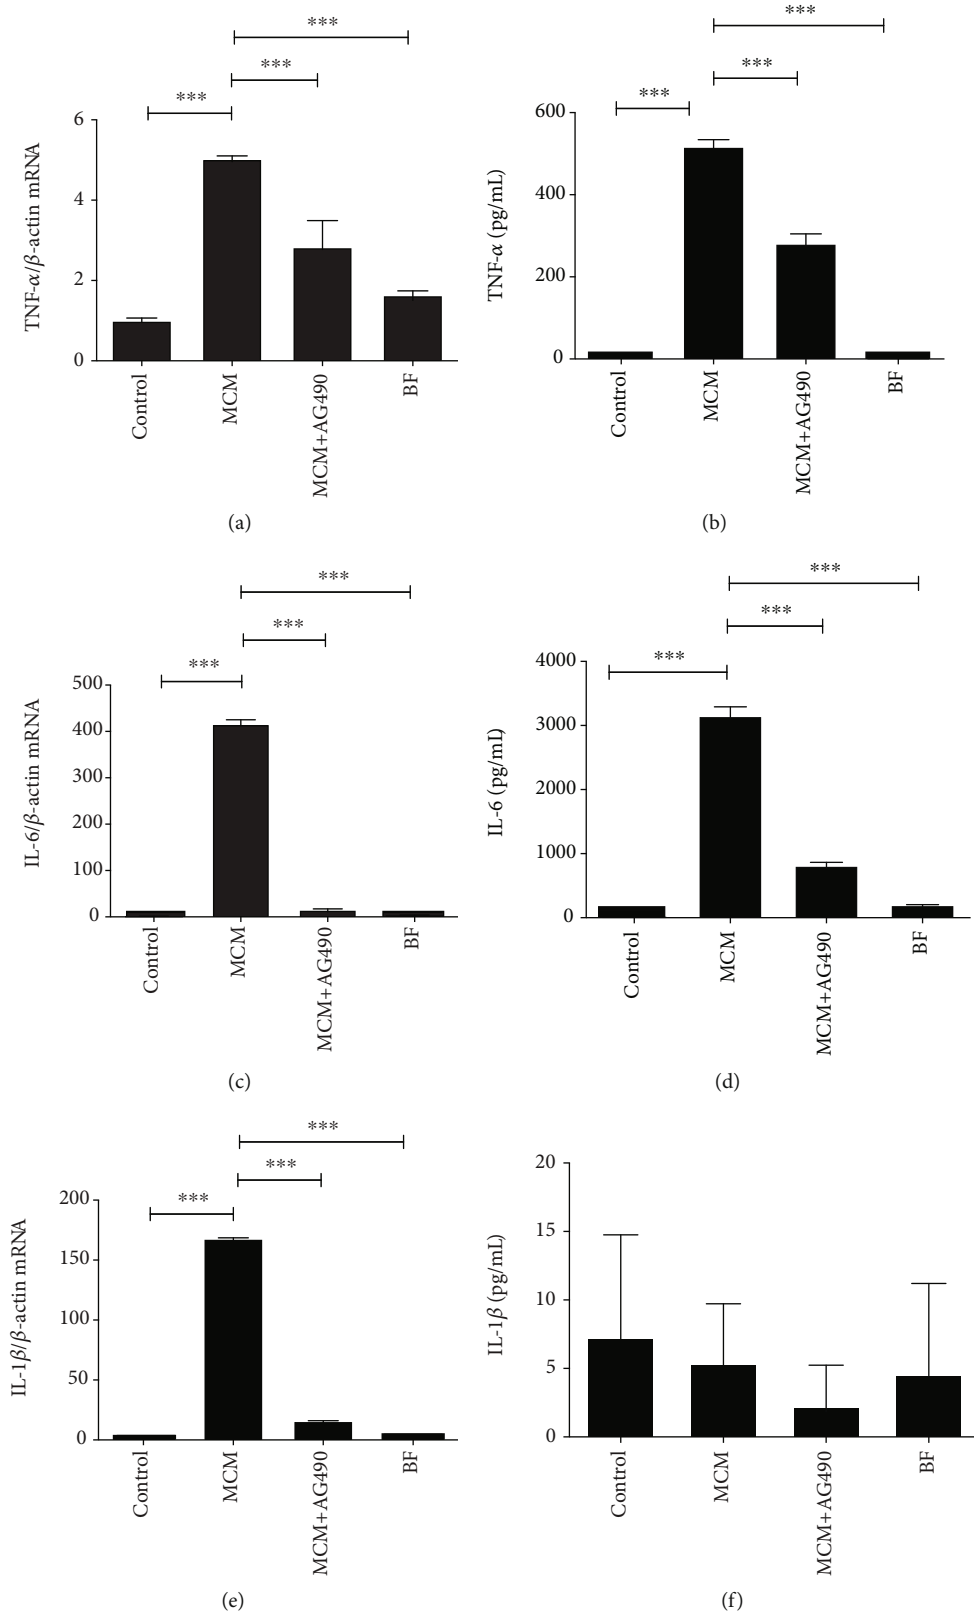 ***
***
***
6
4
2
0
TNF-α/β-actin mRNA
Control
MCM
MCM+AG490
BF
(a)
***
***
***
600
400
200
0
TNF-α (pg/mL)
Control
MCM
MCM+AG490
BF
(b)
***
***
***
500
400
300
200
100
0
IL-6/β-actin mRNA
Control
MCM
MCM+AG490
BF
(c)
***
***
***
4000
3000
2000
1000
0
IL-6 (pg/ml)
Control
MCM
MCM+AG490
BF
(d)
***
***
***
200
150
100
50
0
IL-1β/β-actin mRNA
Control
MCM
MCM+AG490
BF
(e)
20
15
10
5
0
IL-1β (pg/mL)
Control
MCM
MCM+AG490
BF
(f)